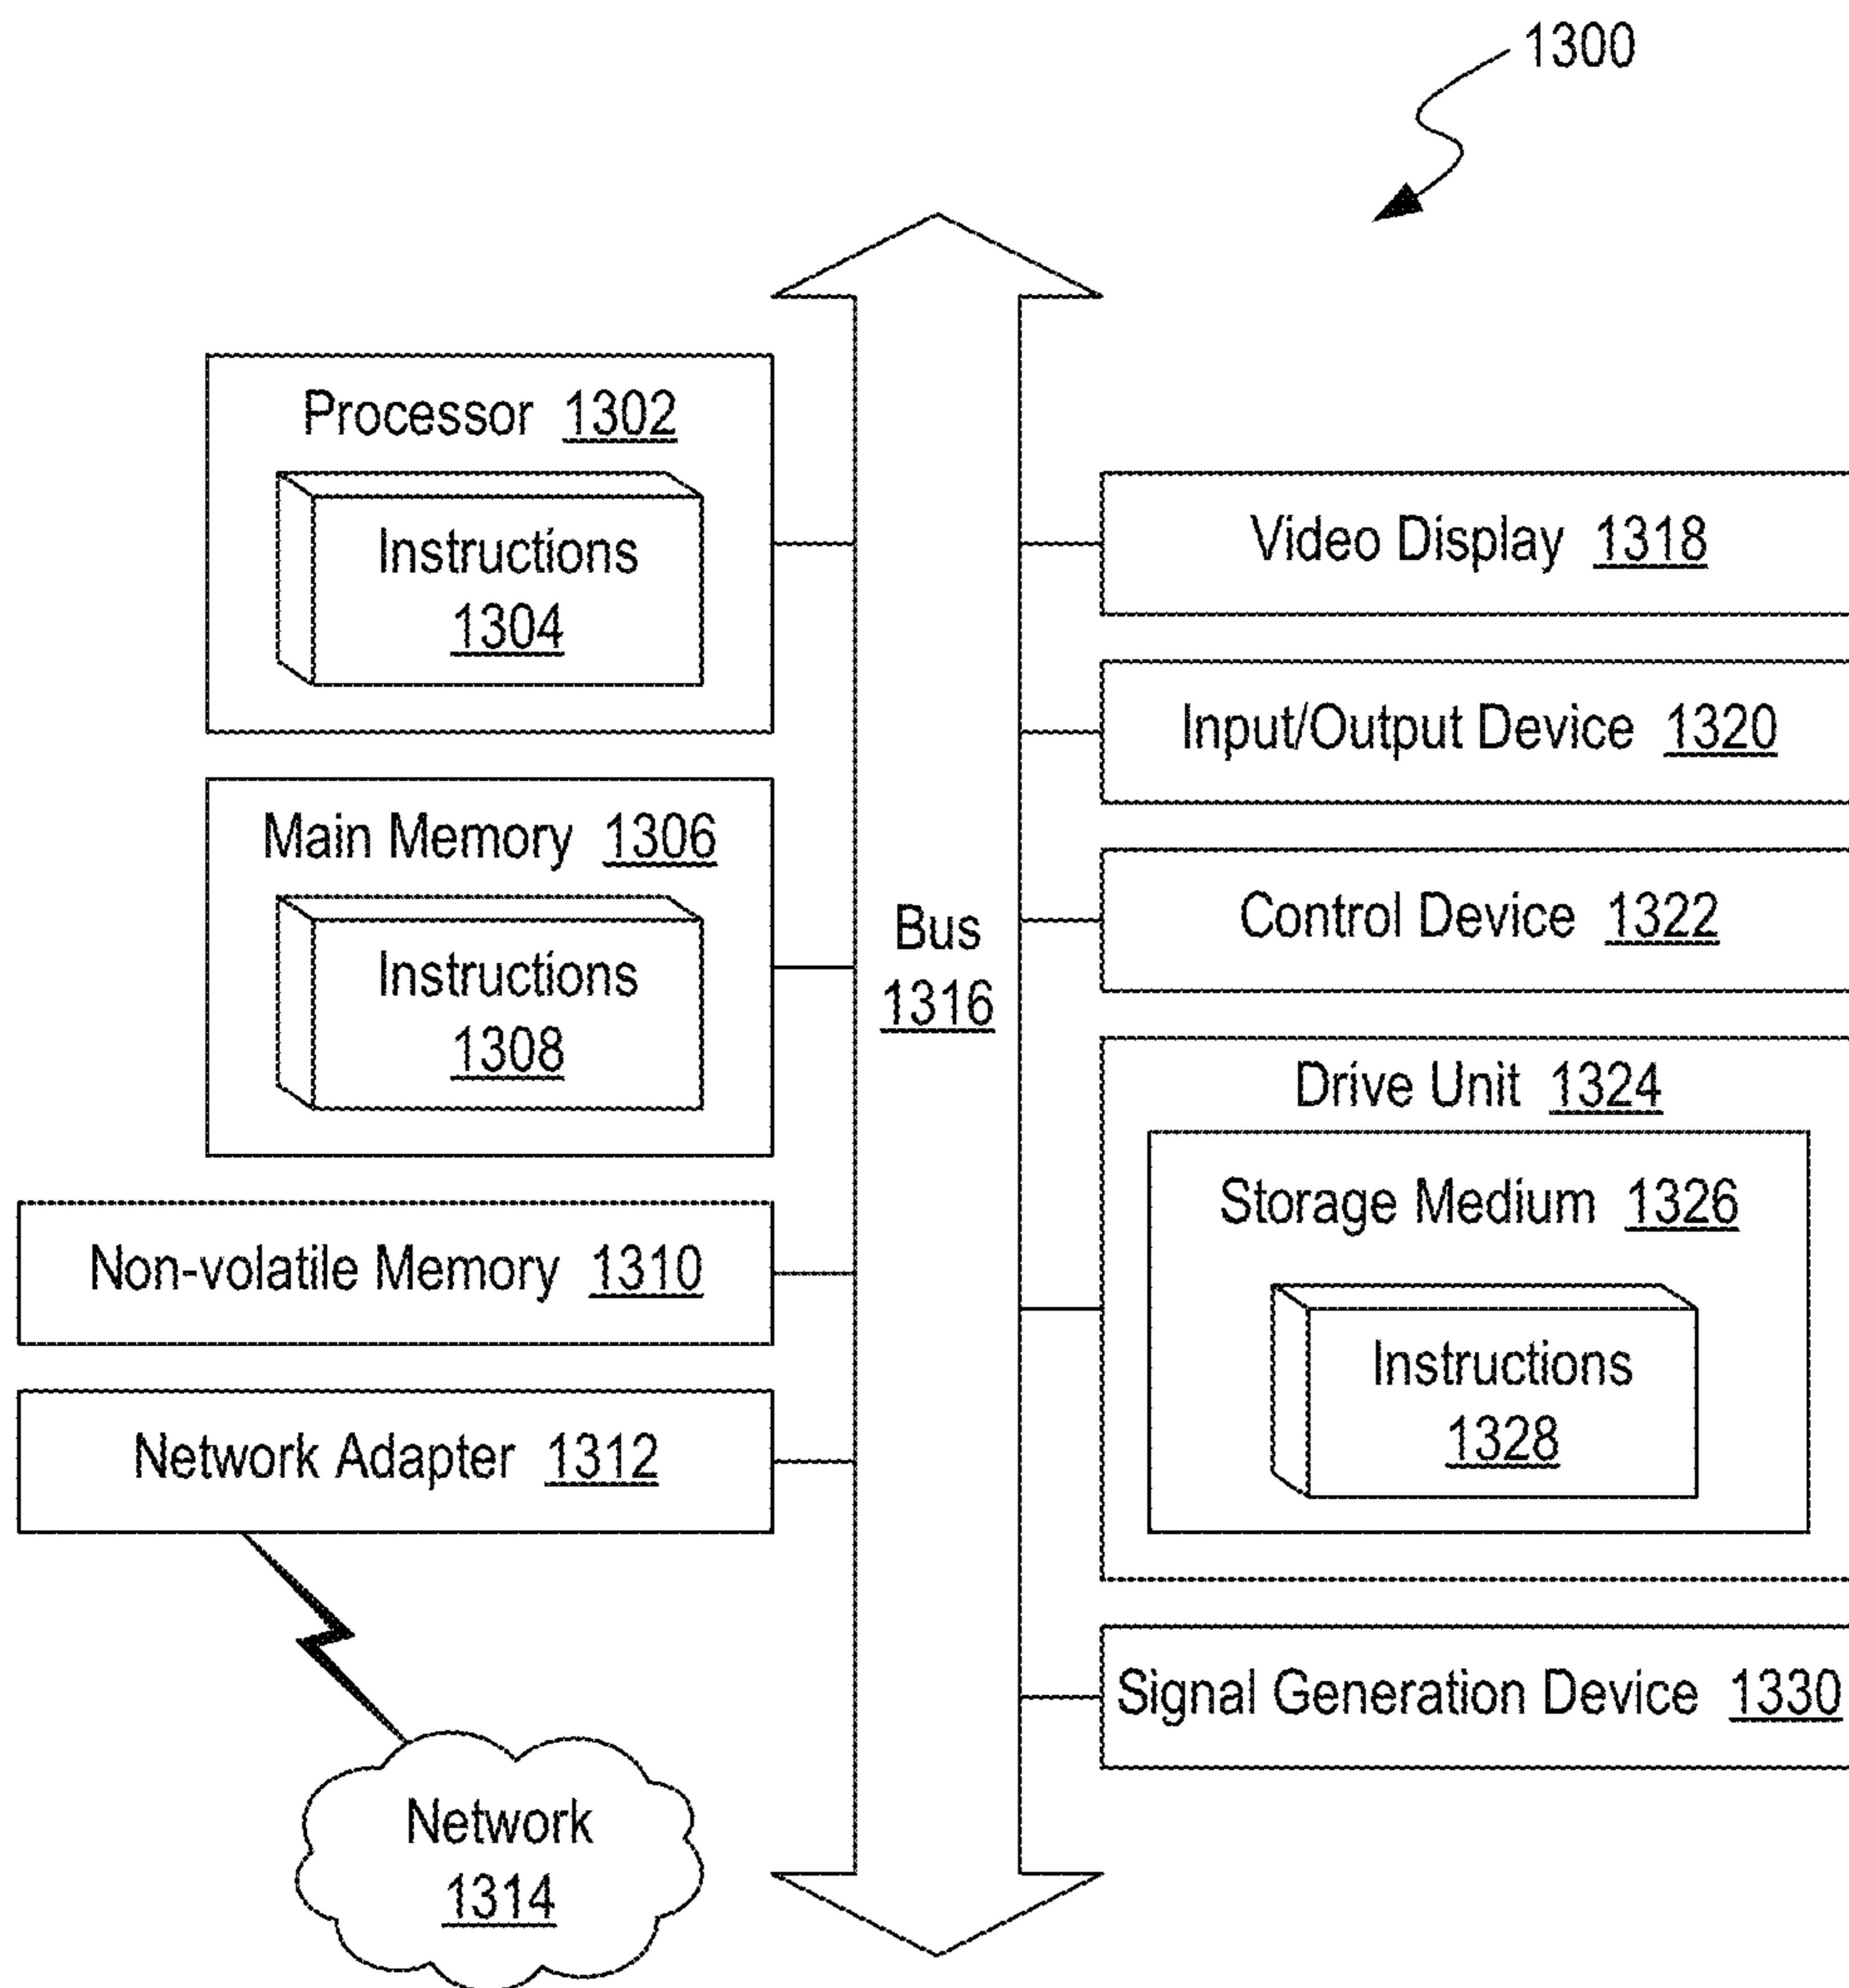 1300
Processor 1302
Instructions
1304
Main Memory 1306
Instructions
1308
Non-volatile Memory 1310
Network Adapter 1312
Network
1314
Bus
1316
Video Display 1318
Input/Output Device 1320
Control Device 1322
Drive Unit 1324
Storage Medium 1326
Instructions
1328
Signal Generation Device 1330